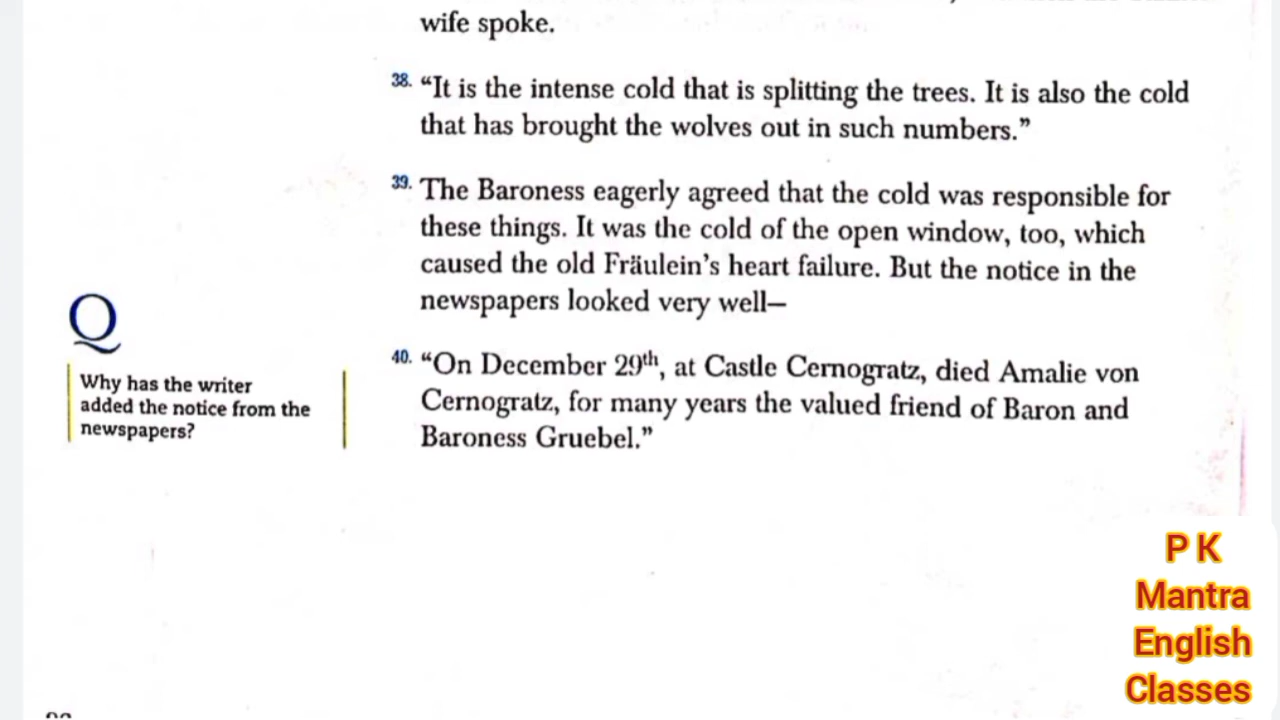 wife spoke.
38. “It is the intense cold that is splitting the trees. It is also the cold
that has brought the wolves out in such numbers.”
39. The Baroness eagerly agreed that the cold was responsible for
these things. It was the cold of the open window, too, which
caused the old Fräulein’s heart failure. But the notice in the
newspapers looked very well—
Q
Why has the writer
added the notice from the
newspapers?
40. “On December 29th, at Castle Cernogratz, died Amalie von
Cernogratz, for many years the valued friend of Baron and
Baroness Gruebel.”
P K
Mantra
English
Classes